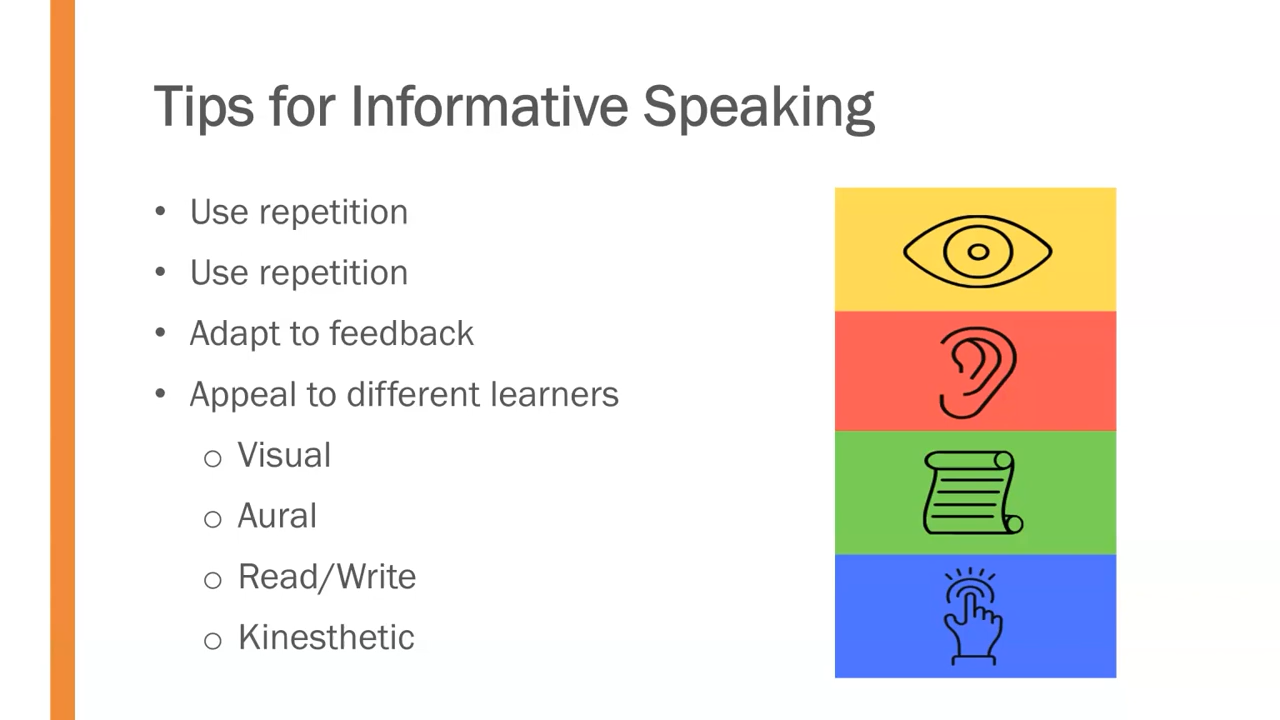 Tips for Informative Speaking
• Use repetition
• Use repetition
• Adapt to feedback
• Appeal to different learners
○ Visual
○ Aural
○ Read/Write
○ Kinesthetic